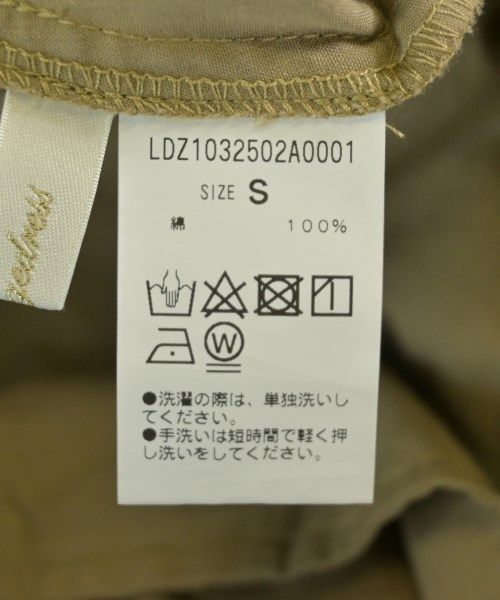 LDZ1032502A0001
SIZE S
綿 100%
W
●洗濯の際は、単独洗いし
てください。
●手洗いは短時間で軽く押
し洗いをしてください。